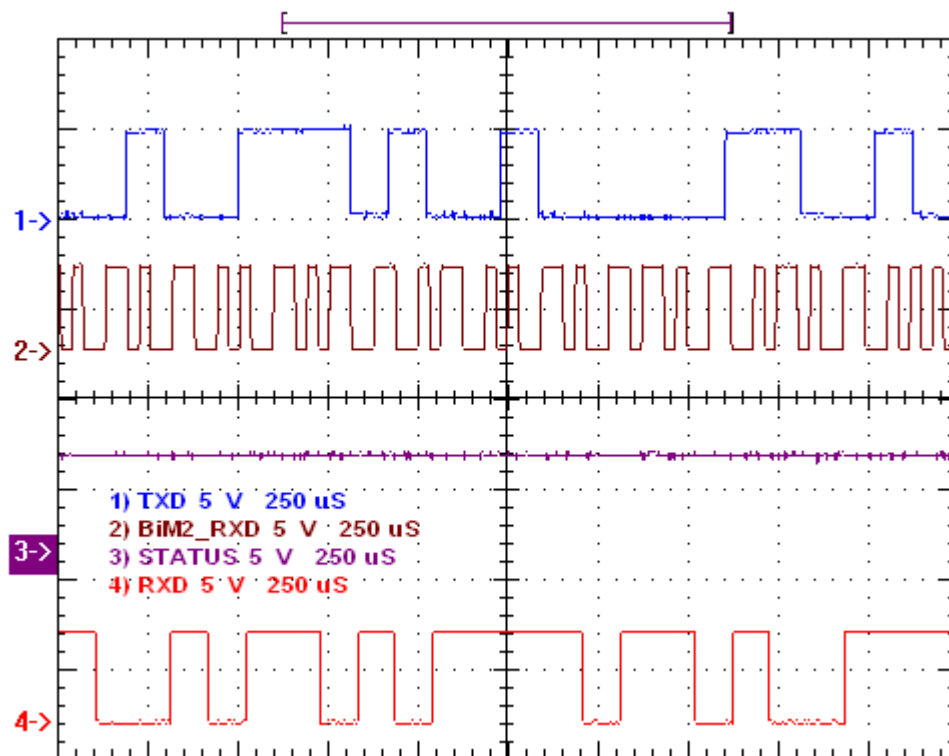 1->
2->
1) TXD 5 V 250 uS
2) BiM2_RXD 5 V 250 uS
3->
3) STATUS 5 V 250 uS
4) RXD 5 V 250 uS
4->